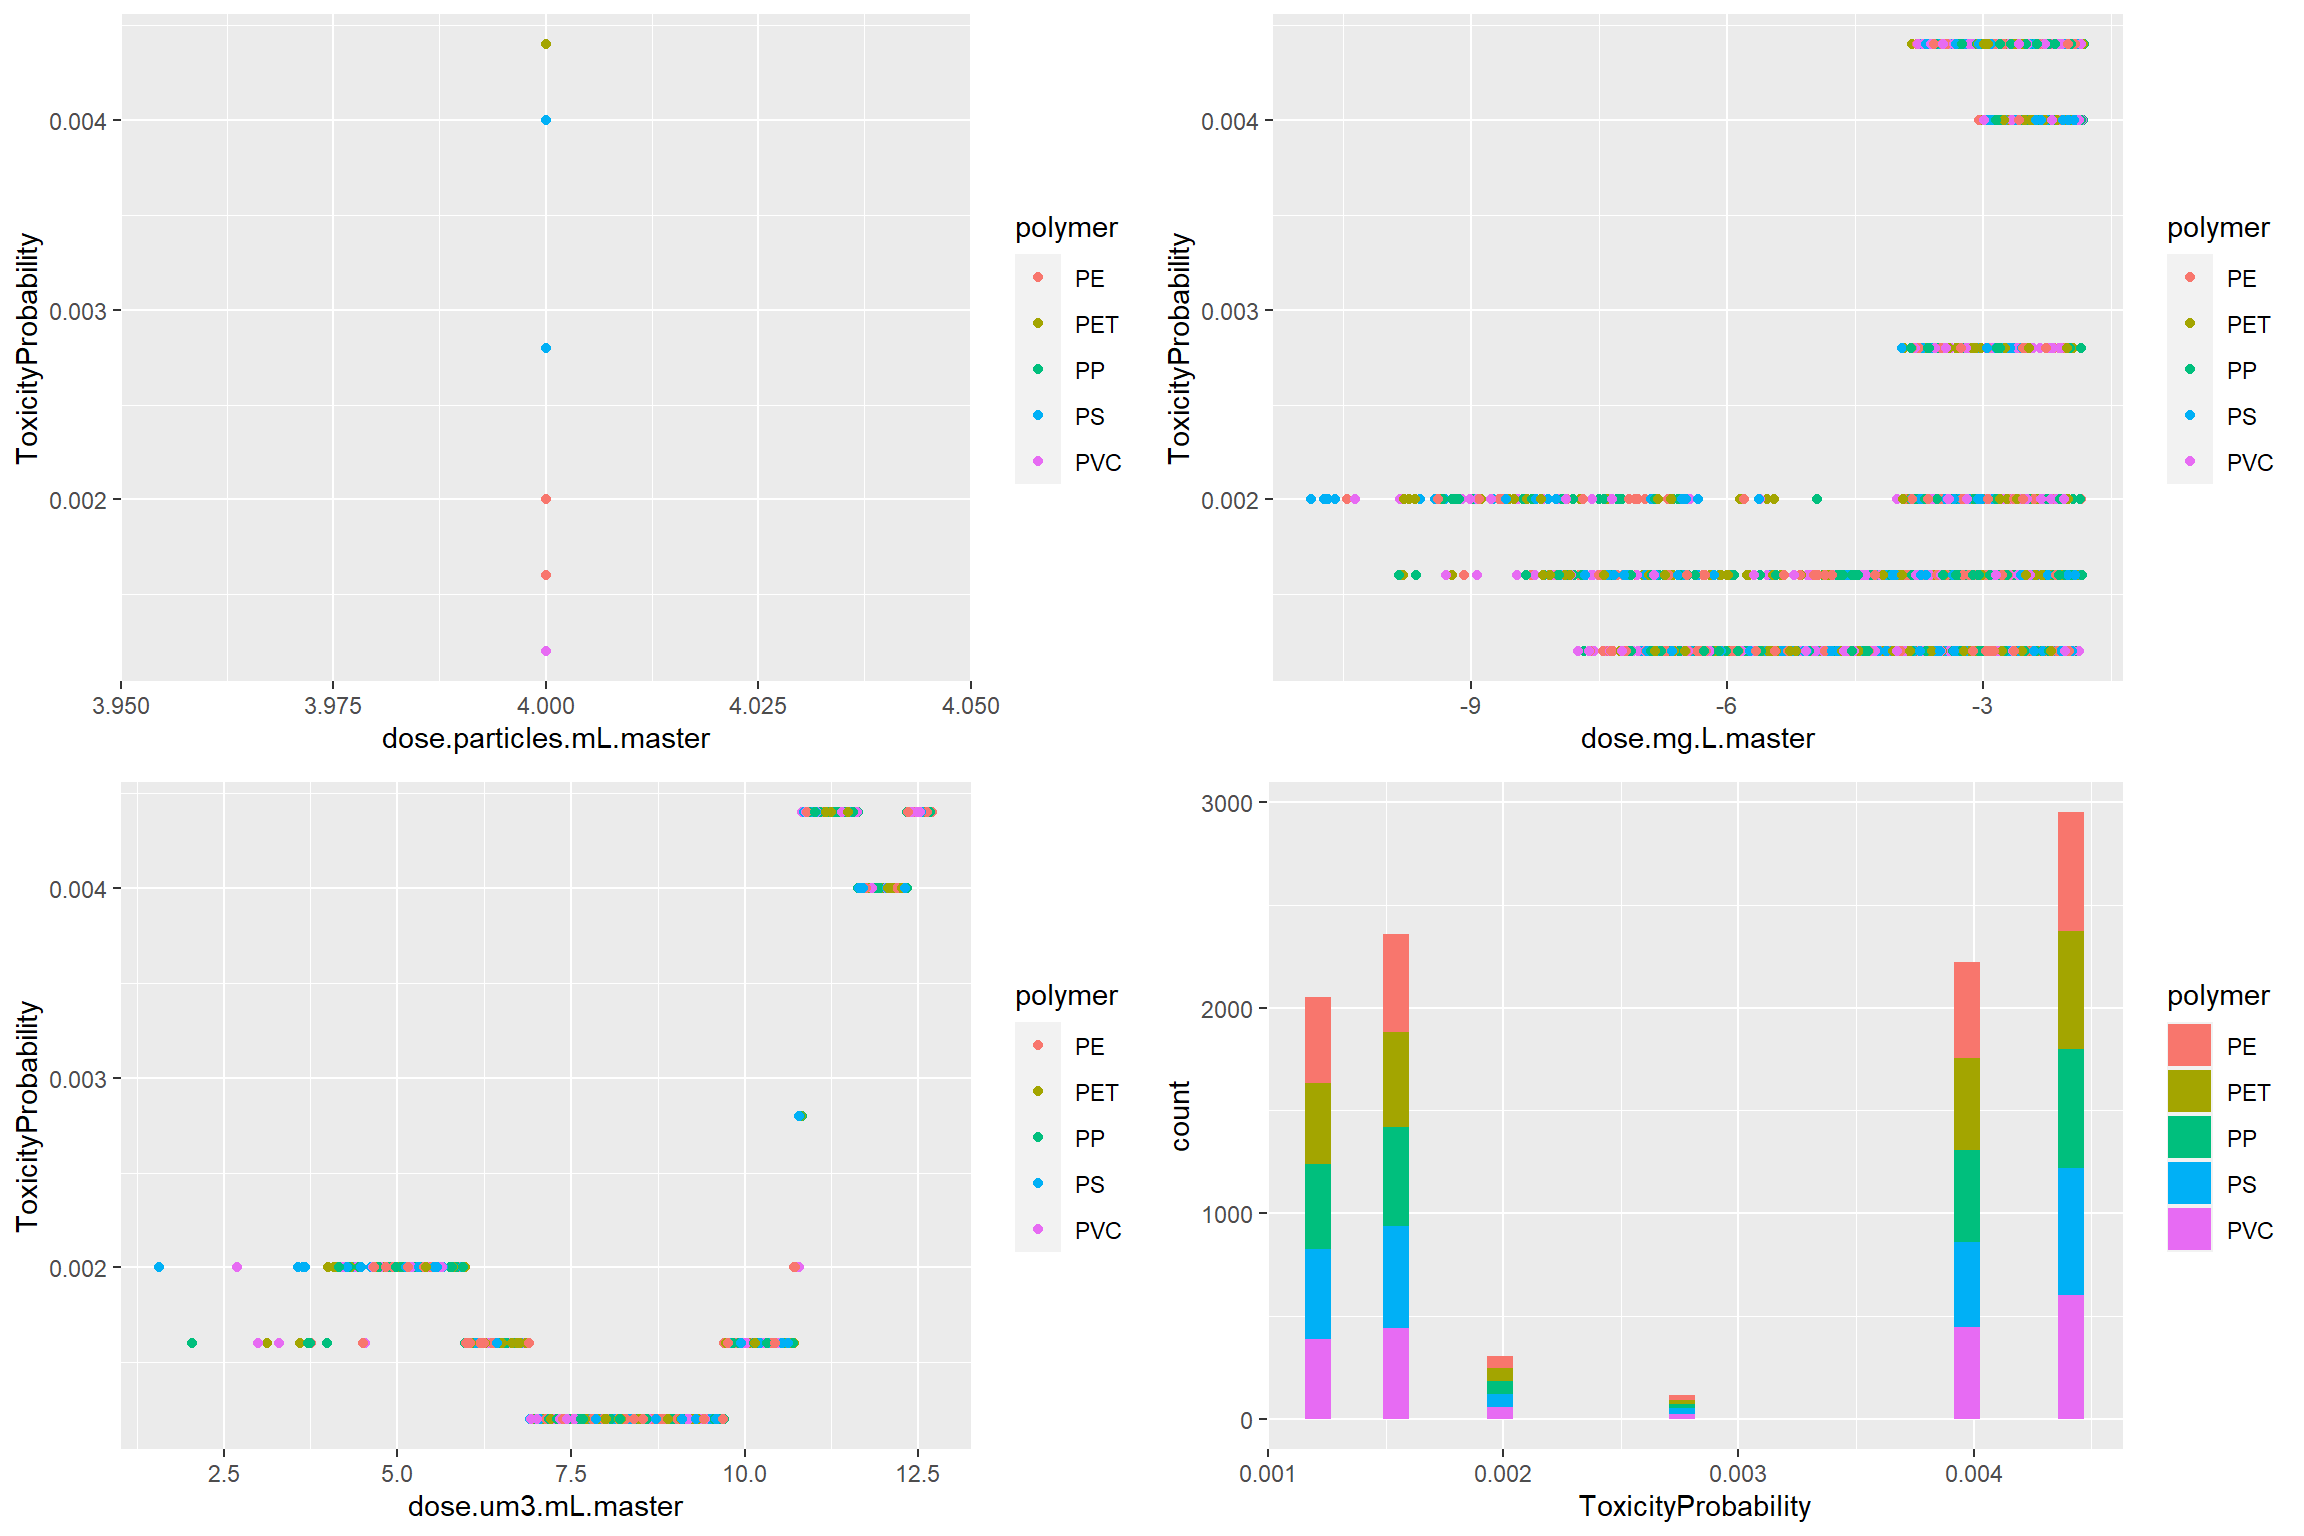 ToxicityProbability
0.004
0.003
0.002
3.950 3.975 4.000 4.025 4.050
dose.particles.mL.master
polymer
PE
PET
PP
PS
PVC
ToxicityProbability
0.004
0.003
0.002
-9 -6 -3
dose.mg.L.master
polymer
PE
PET
PP
PS
PVC
ToxicityProbability
0.004
0.003
0.002
2.5 5.0 7.5 10.0 12.5
dose.um3.mL.master
polymer
PE
PET
PP
PS
PVC
count
3000
2000
1000
0
0.001 0.002 0.003 0.004
ToxicityProbability
polymer
PE
PET
PP
PS
PVC